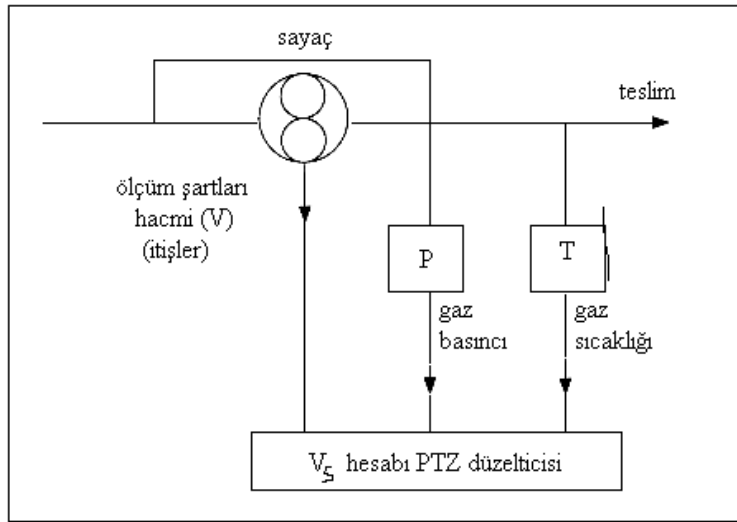 sayaç
teslim
ölçüm şartları
hacmi (V)
(itişler)
P
T
gaz
basıncı
gaz
sıcaklığı
Vs hesabı PTZ düzelticisi